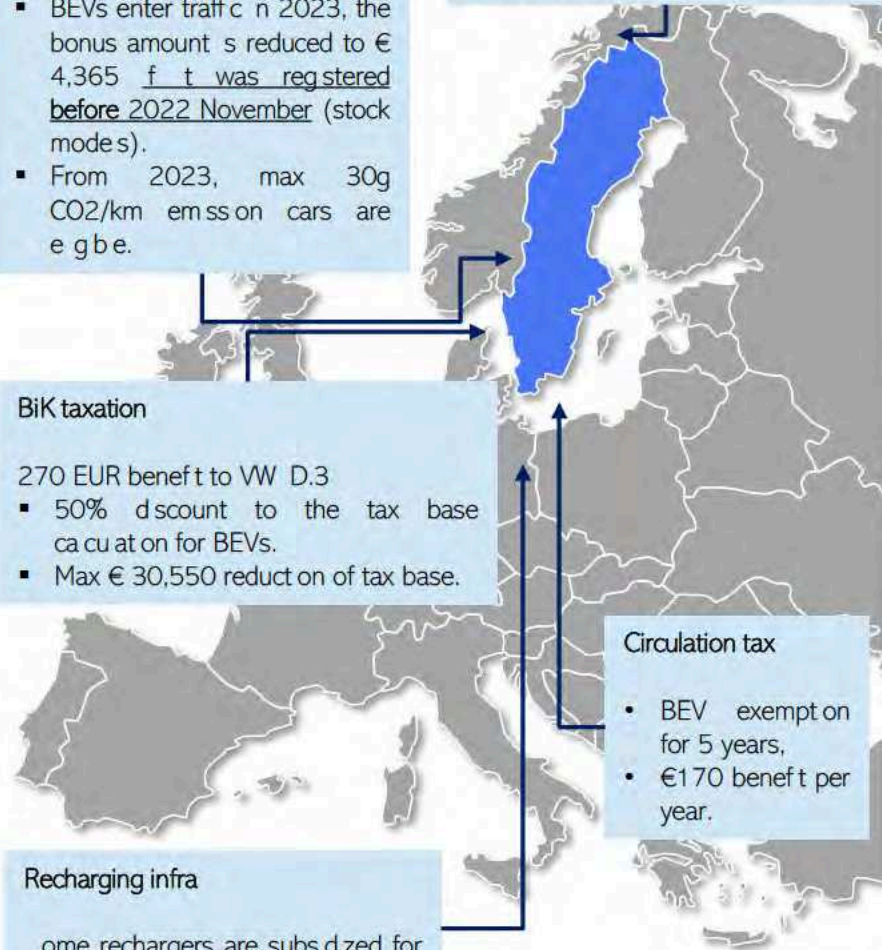 ▪ BEVs enter traff c n 2023, the
bonus amount s reduced to €
4,365 f t was reg stered
before 2022 November (stock
mode s).
▪ From 2023, max 30g
CO2/km em ss on cars are
e g b e.
BiK taxation
270 EUR benef t to VW D.3
▪ 50% d scount to the tax base
ca cu at on for BEVs.
▪ Max € 30,550 reduct on of tax base.
Circulation tax
• BEV exempt on
for 5 years,
• €170 benef t per
year.
Recharging infra
ome rechargers are subs d zed for